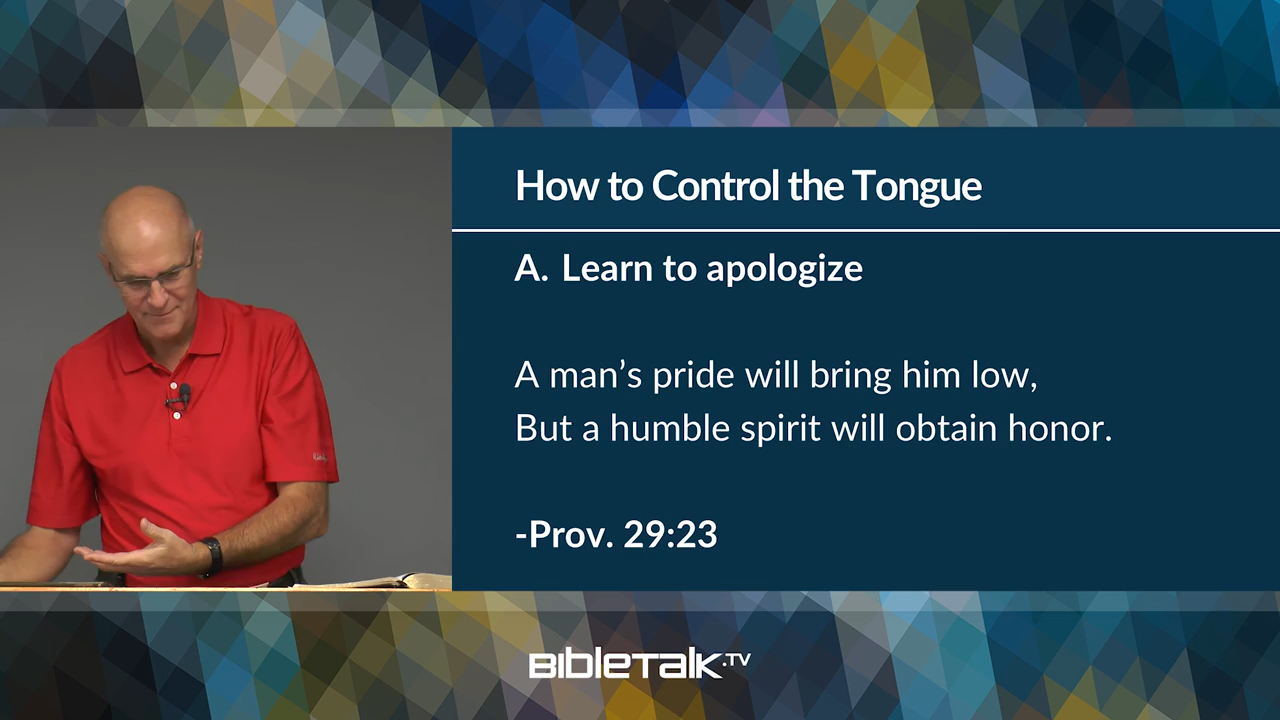 How to Control the Tongue
A. Learn to apologize
A man’s pride will bring him low,
But a humble spirit will obtain honor.
-Prov. 29:23
BIBLETALK.TV